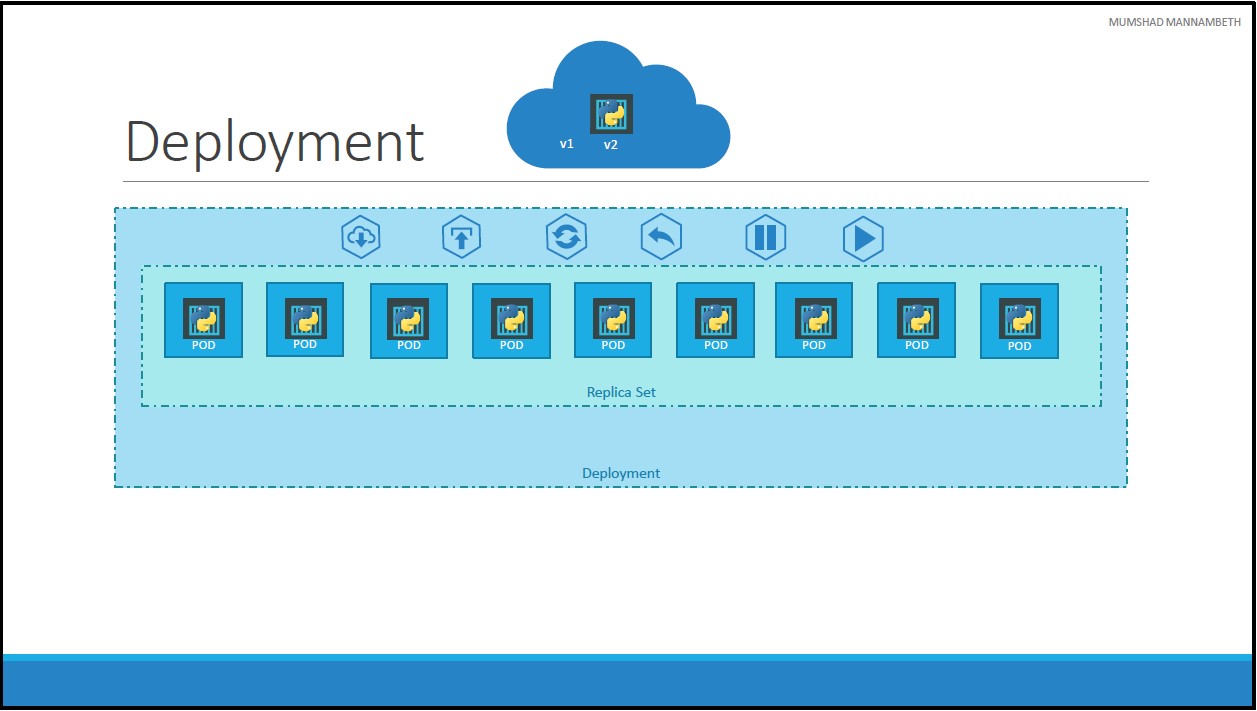 MUMSHAD MANNAMBETH
Deployment
v1 v2
POD POD POD POD POD POD POD POD POD
Replica Set
Deployment